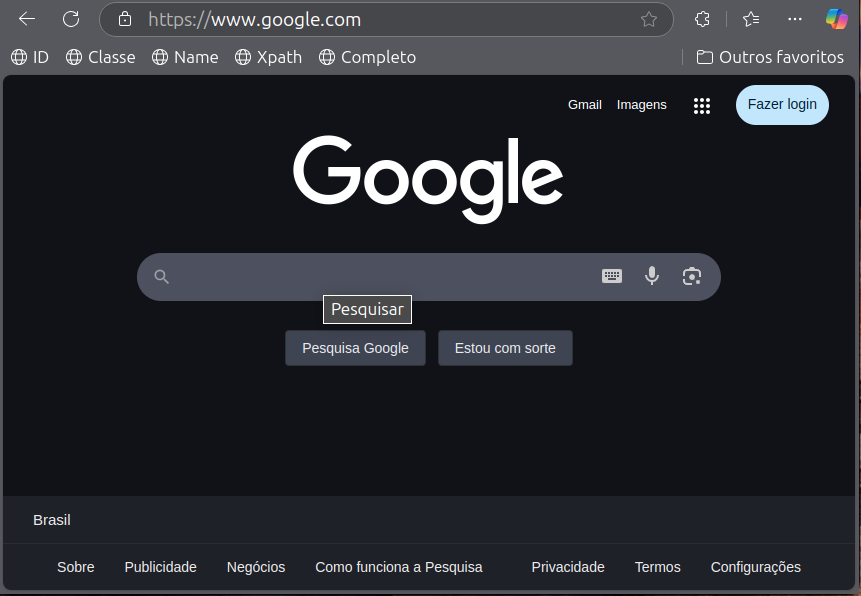 https://www.google.com
ID Classe Name Xpath Completo Outros favoritos
Gmail Imagens Fazer login
Google
Pesquisar
Pesquisa Google Estou com sorte
Brasil
Sobre Publicidade Negócios Como funciona a Pesquisa Privacidade Termos Configurações